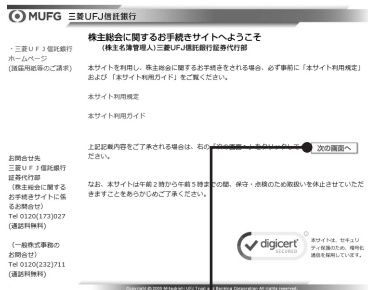 MUFG 三菱UFJ信託銀行
株主総会に関するお手続きサイトへようこそ
(株主名簿管理人) 三菱UFJ信託銀行証券代行部
・三菱ＵＦＪ信託銀行
ホームページ
(諸届用紙等のご請求)
本サイトを利用し、株主総会に関するお手続きをされる場合、必ず事前に「本サイト利用規定」
および 「本サイト利用ガイド」をご覧ください。
本サイト利用規定
本サイト利用ガイド
上記記載内容をご了承される場合は、右の「次の画面へ」をクリックして
ださい。
次の画面へ
なお、本サイトは午前２時から午前５時までの間、保守・点検のため取扱いを休止させていただ
きますことをあらかじめご了承ください。
お問合せ先
三菱ＵＦＪ信託銀行
証券代行部
(株主総会に関する
お手続きサイトに係
るお問合せ)
Tel 0120(173)027
(通話料無料)
(一般株式事務の
お問合せ)
Tel 0120(232)711
(通話料無料)
digicert
SECURED
本サイトは、セキュリ
ティ保護のため、暗号化
通信を採用しています。
Copyright © 2005 Mitsubishi UFJ Trust a Banking Corporation All rights reserved.